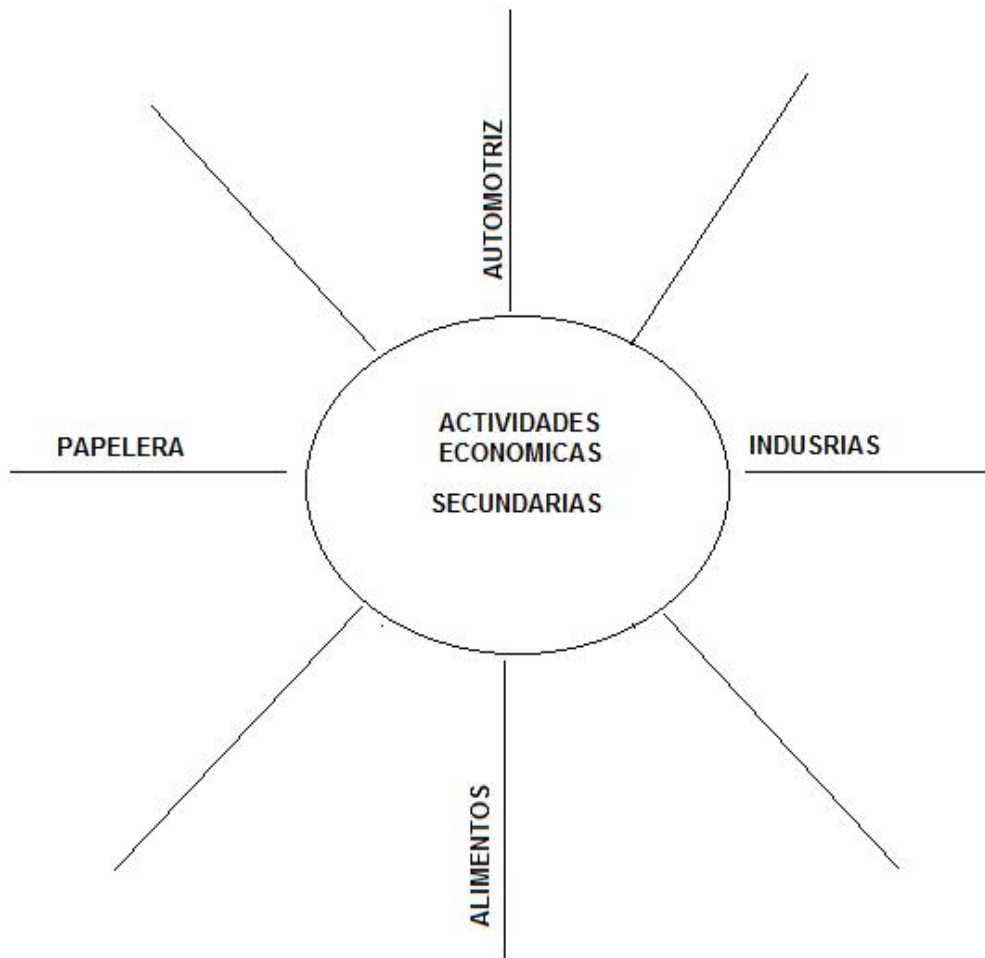 AUTOMOTRIZ
ACTIVIDADES
ECONOMICAS
SECUNDARIAS
PAPELERA
INDUSRIAS
ALIMENTOS